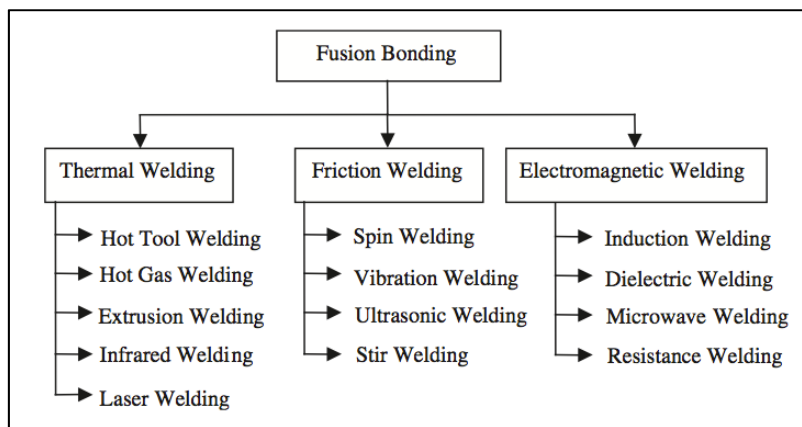 Fusion Bonding
Thermal Welding
Friction Welding
Electromagnetic Welding
Hot Tool Welding
Hot Gas Welding
Extrusion Welding
Infrared Welding
Laser Welding
Spin Welding
Vibration Welding
Ultrasonic Welding
Stir Welding
Induction Welding
Dielectric Welding
Microwave Welding
Resistance Welding